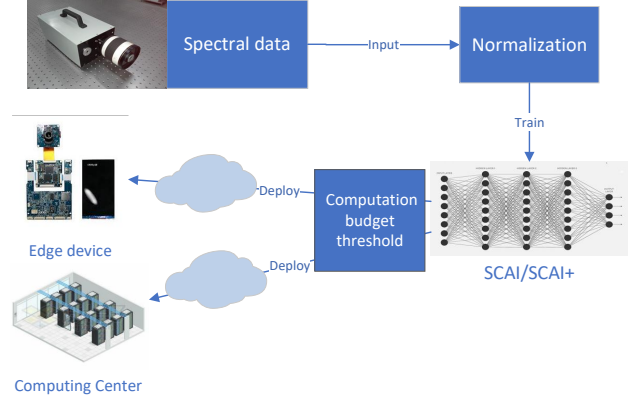 Spectral data
Input
Normalization
Train
Deploy
Computation
budget
threshold
Edge device
Deploy
SCAI/SCAI+
Computing Center